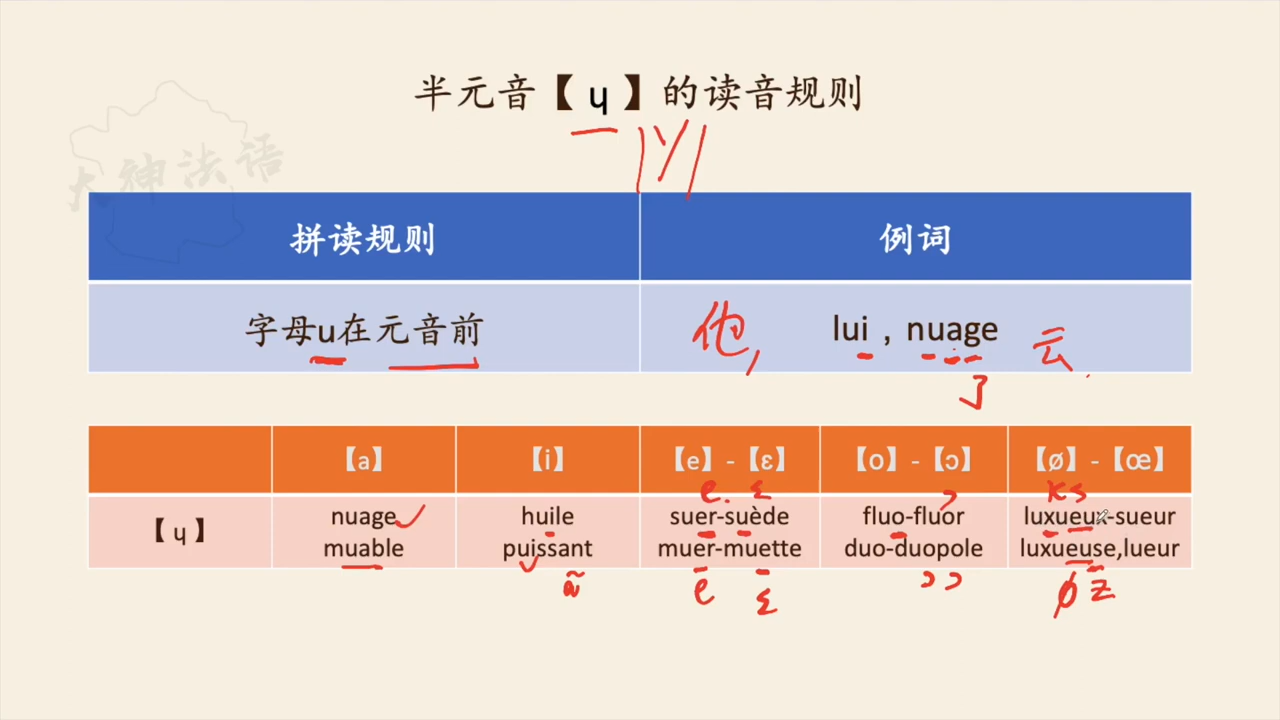 半元音【ɥ】的读音规则
/y/
大神法语
拼读规则 例词
字母u在元音前 他, lui , nuage 云
ʒ
【a】 【i】 【e】-【ɛ】 【o】-【ɔ】 【ø】-【œ】
e. ɛ ɔ ks
【ɥ】 nuage huile suer-suède fluo-fluor luxueux-sueur
muable puissant muer-muette duo-duopole luxueuse,lueur
ã e ɛ ɔɔ ø z